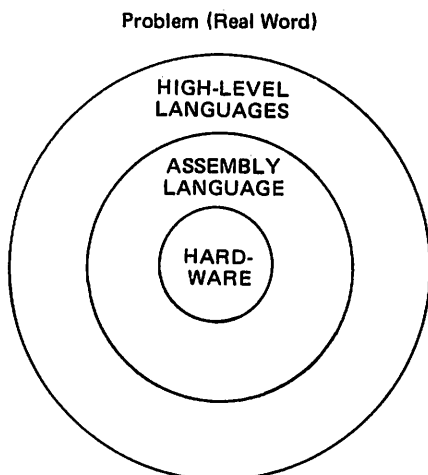 Problem (Real Word)
HIGH-LEVEL
LANGUAGES
ASSEMBLY
LANGUAGE
HARD-
WARE